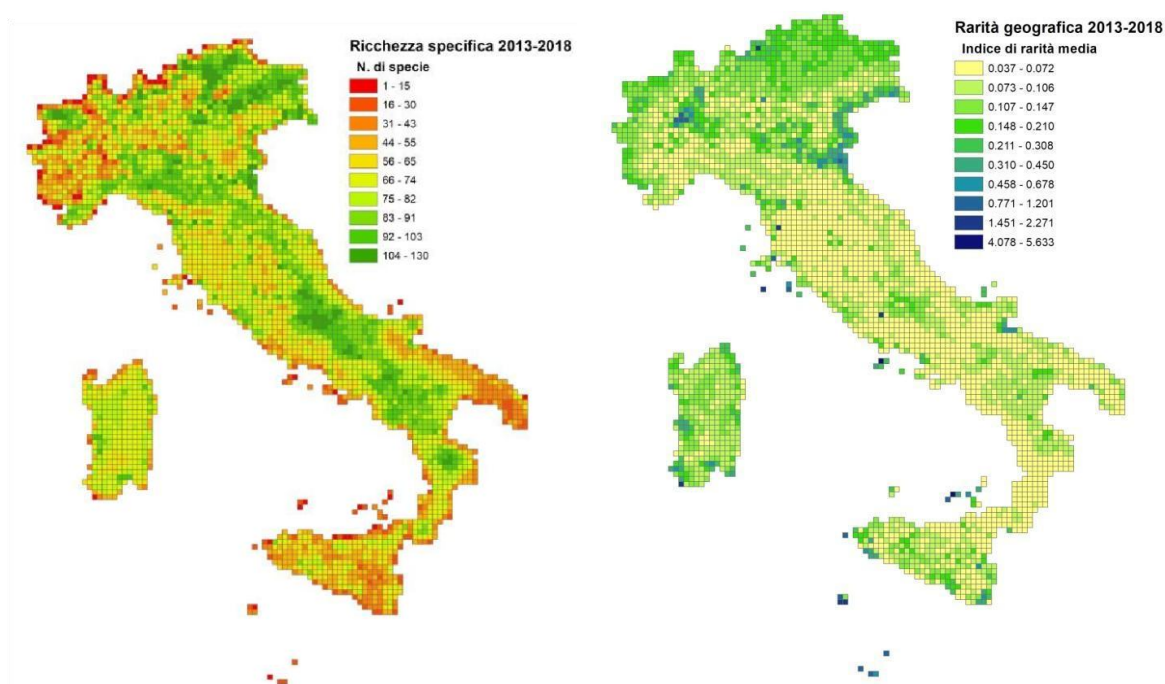 Ricchezza specifica 2013-2018
N. di specie
1 - 15
16 - 30
31 - 43
44 - 55
56 - 65
66 - 74
75 - 82
83 - 91
92 - 103
104 - 130
Rarità geografica 2013-2018
Indice di rarità media
0.037 - 0.072
0.073 - 0.106
0.107 - 0.147
0.148 - 0.210
0.211 - 0.308
0.310 - 0.450
0.458 - 0.678
0.771 - 1.201
1.451 - 2.271
4.078 - 5.633